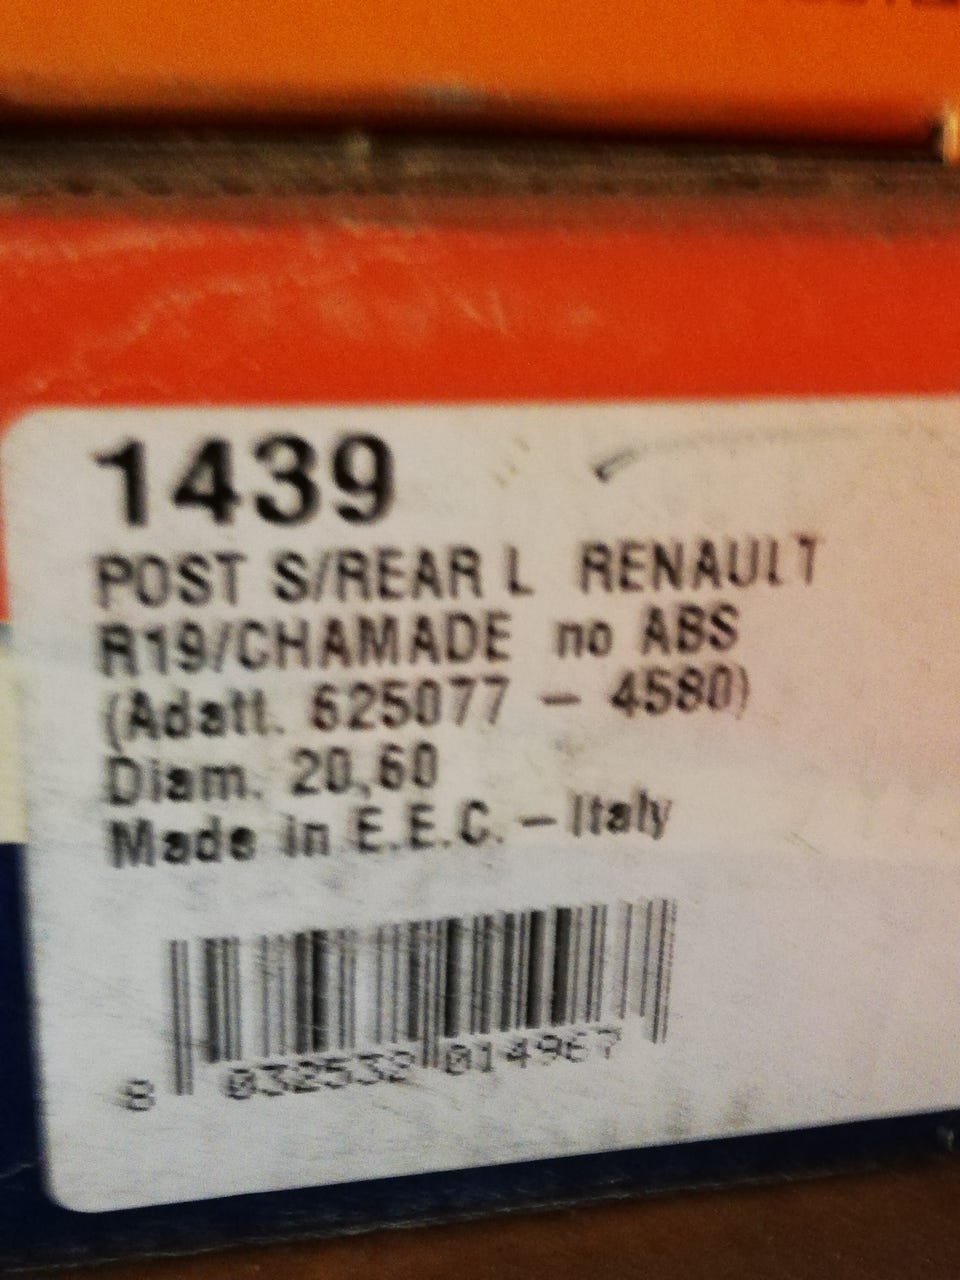 1439
POST S/REAR L RENAULT
R19/CHAMADE no ABS
(Adatt. 625077 - 4580)
Diam. 20,60
Made in E.E.C. - Italy
8 032532 014967